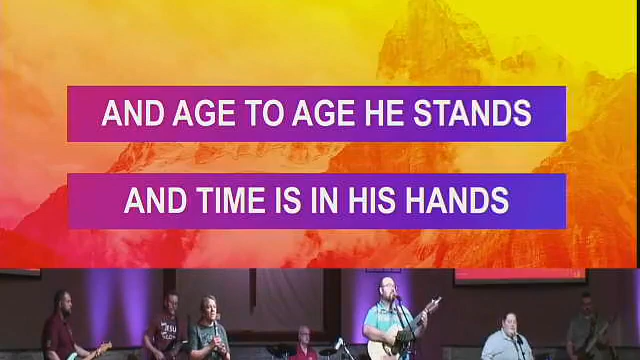 AND AGE TO AGE HE STANDS
AND TIME IS IN HIS HANDS